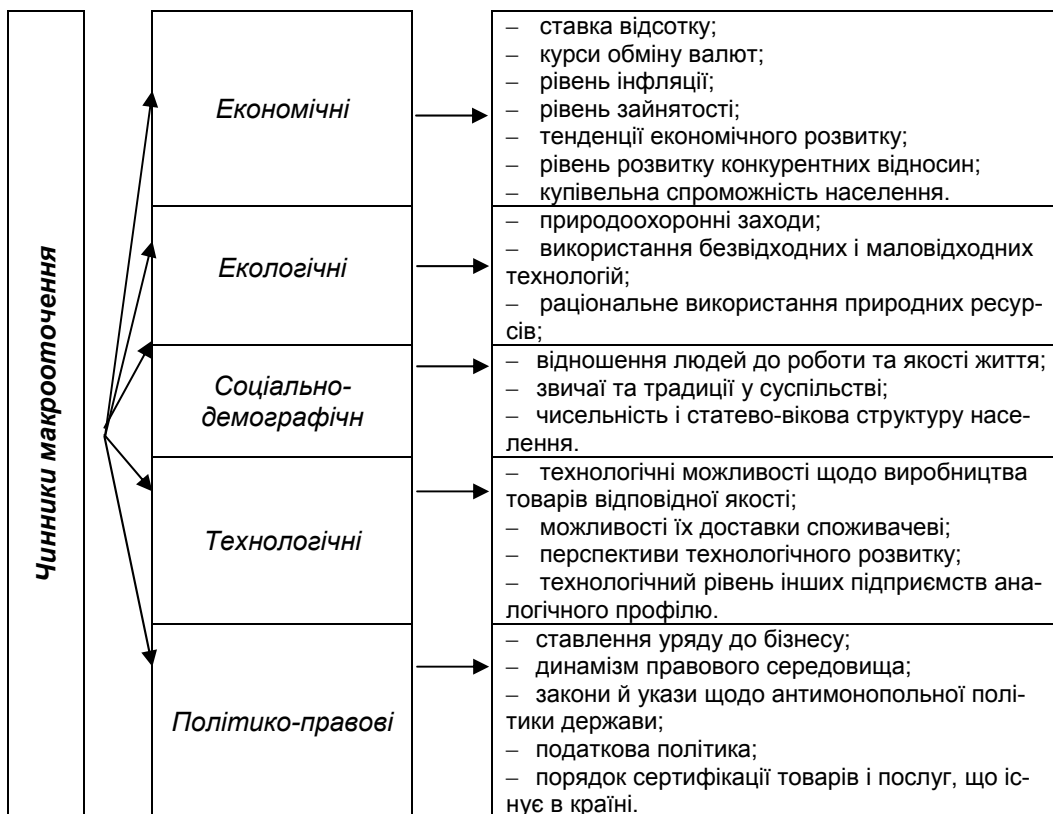 Чинники макрооточення
Економічні
– ставка відсотку;
– курси обміну валют;
– рівень інфляції;
– рівень зайнятості;
– тенденції економічного розвитку;
– рівень розвитку конкурентних відносин;
– купівельна спроможність населення.
Екологічні
– природоохоронні заходи;
– використання безвідходних і маловідходних
технологій;
– раціональне використання природних ресур-
сів;
Соціально-
демографічн
– відношення людей до роботи та якості життя;
– звичаї та традиції у суспільстві;
– чисельність і статево-вікова структуру насе-
лення.
Технологічні
– технологічні можливості щодо виробництва
товарів відповідної якості;
– можливості їх доставки споживачеві;
– перспективи технологічного розвитку;
– технологічний рівень інших підприємств ана-
логічного профілю.
Політико-правові
– ставлення уряду до бізнесу;
– динамізм правового середовища;
– закони й укази щодо антимонопольної полі-
тики держави;
– податкова політика;
– порядок сертифікації товарів і послуг, що іс-
нує в країні.